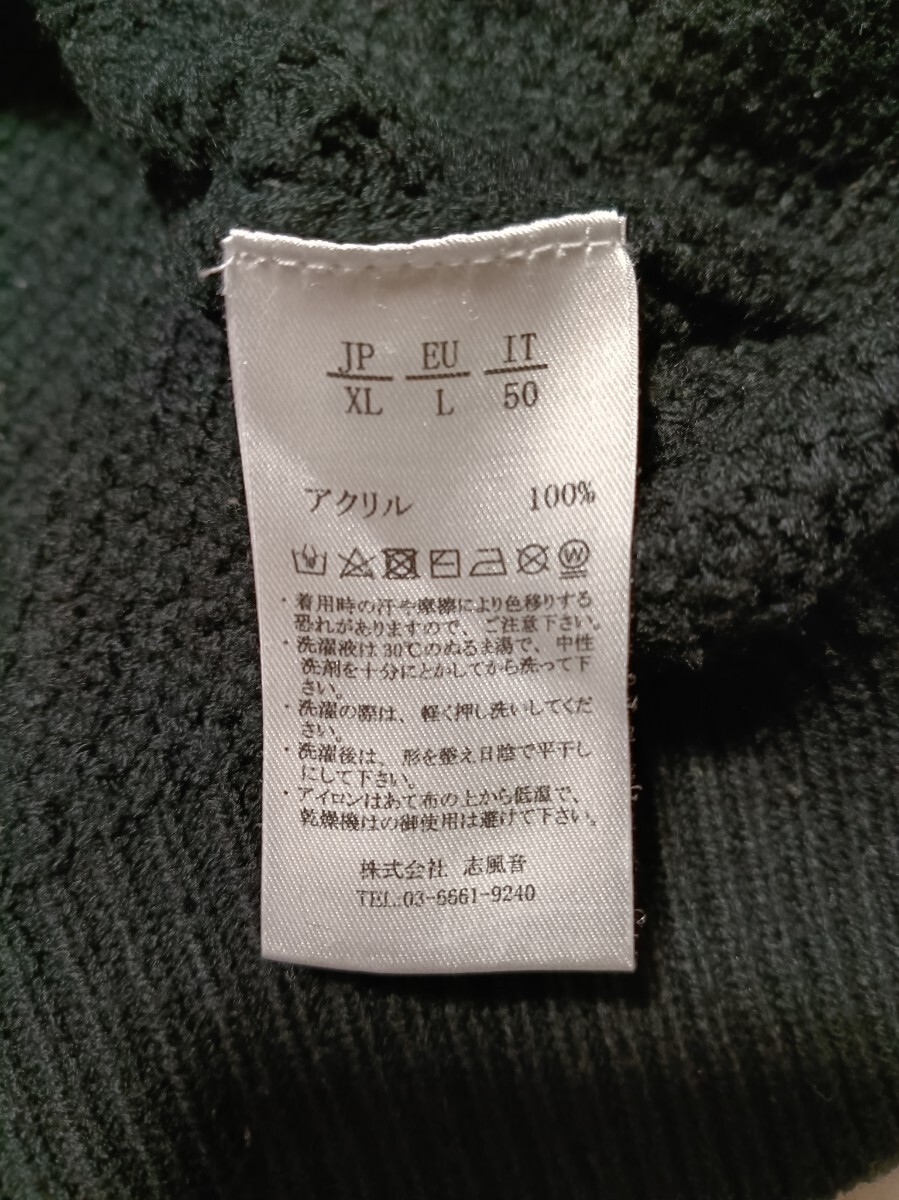 JP EU IT
XL L 50
アクリル 100%
W
・着用時の汗や摩擦により色移りする
恐れがありますので、ご注意下さい。
・洗濯液は30℃のぬるま湯で、中性
洗剤を十分にとかしてから洗って下
さい。
・洗濯の際は、軽く押し洗いしてくだ
さい。
・洗濯後は、形を整え日陰で平干し
にして下さい。
・アイロンはあて布の上から低温で、
乾燥機はの御使用は避けて下さい。
株式会社 志風音
TEL:03-6661-9240